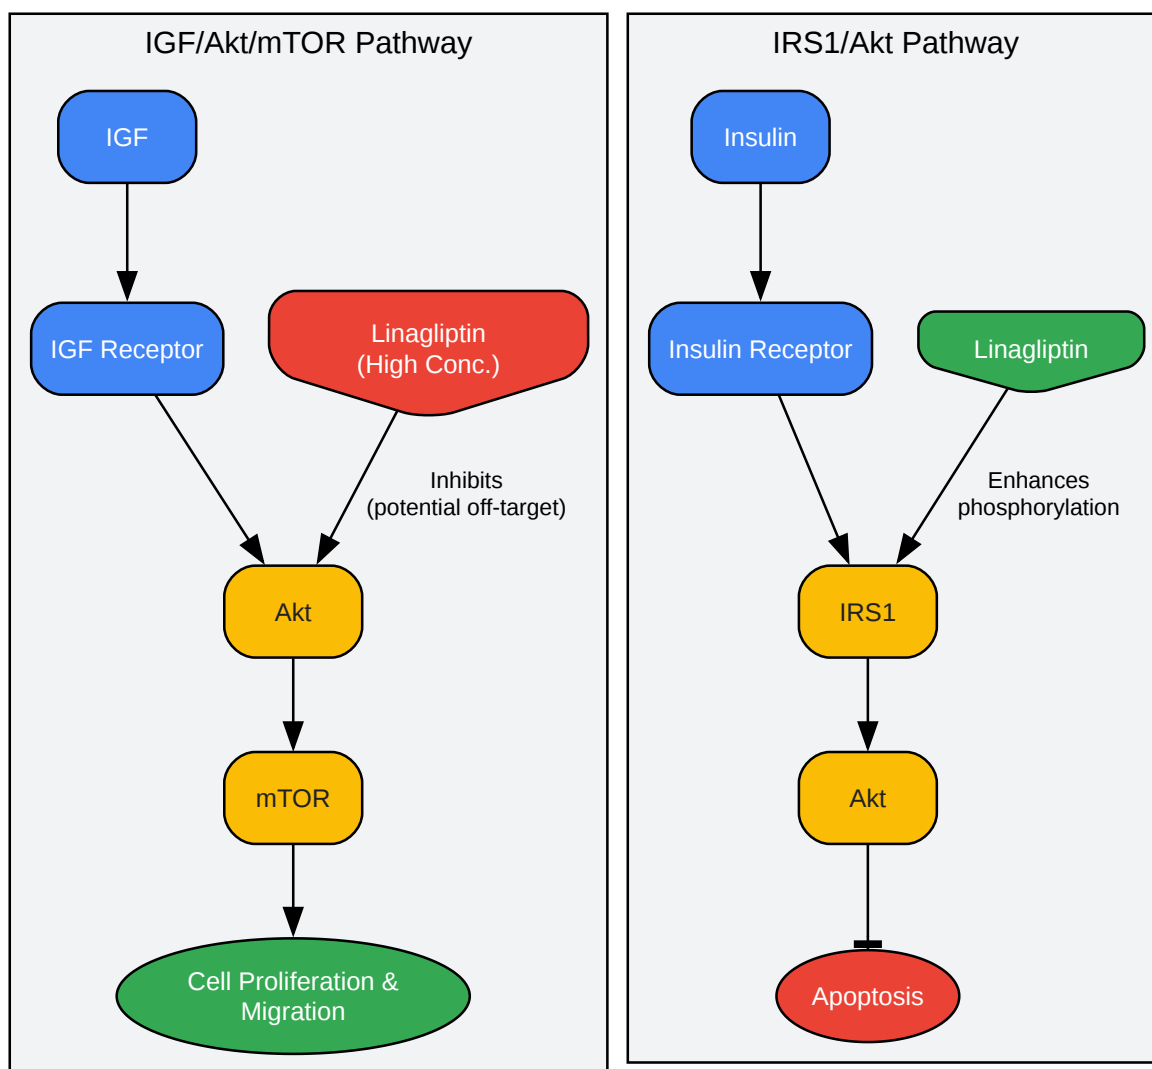 IGF/Akt/mTOR Pathway
IGF
IGF Receptor
Linagliptin
(High Conc.)
Inhibits
(potential off-target)
Akt
mTOR
Cell Proliferation &
Migration
IRS1/Akt Pathway
Insulin
Insulin Receptor
Linagliptin
Enhances
phosphorylation
IRS1
Akt
Apoptosis